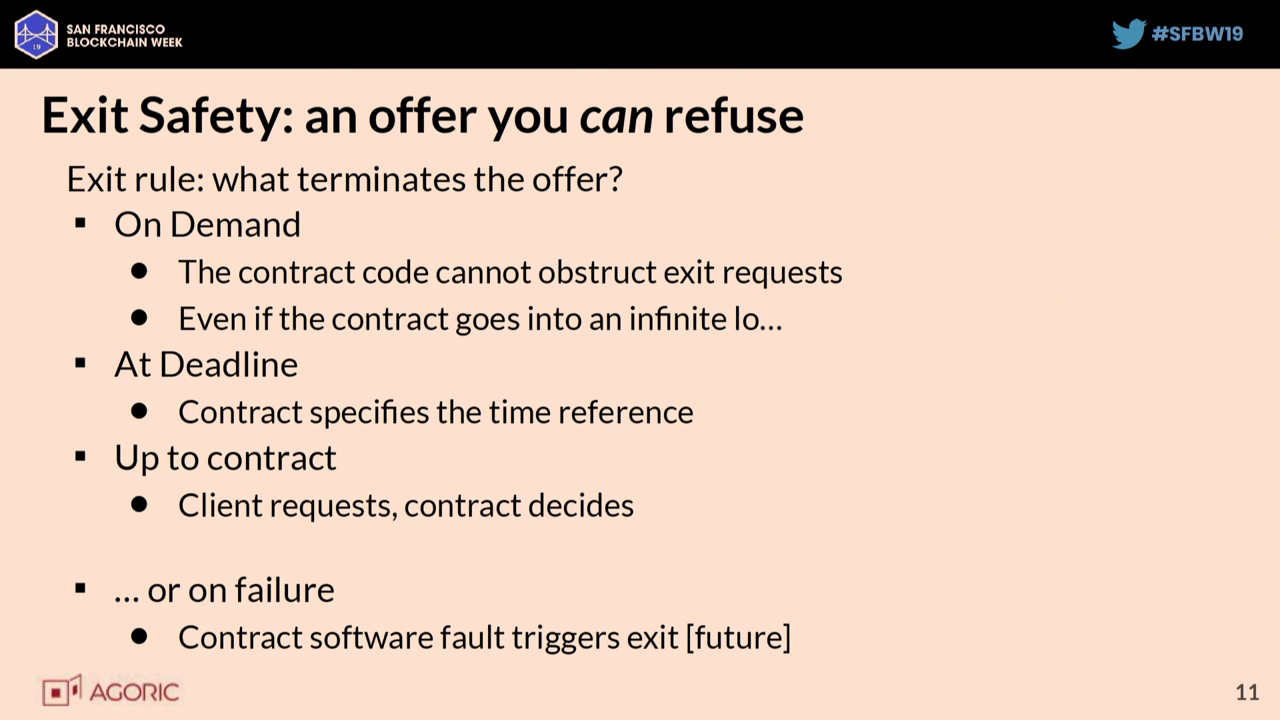 SAN FRANCISCO
BLOCKCHAIN WEEK
19
#SFBW19
Exit Safety: an offer you can refuse
Exit rule: what terminates the offer?
▪ On Demand
● The contract code cannot obstruct exit requests
● Even if the contract goes into an infinite lo...
▪ At Deadline
● Contract specifies the time reference
▪ Up to contract
● Client requests, contract decides
▪ ... or on failure
● Contract software fault triggers exit [future]
AGORIC
11